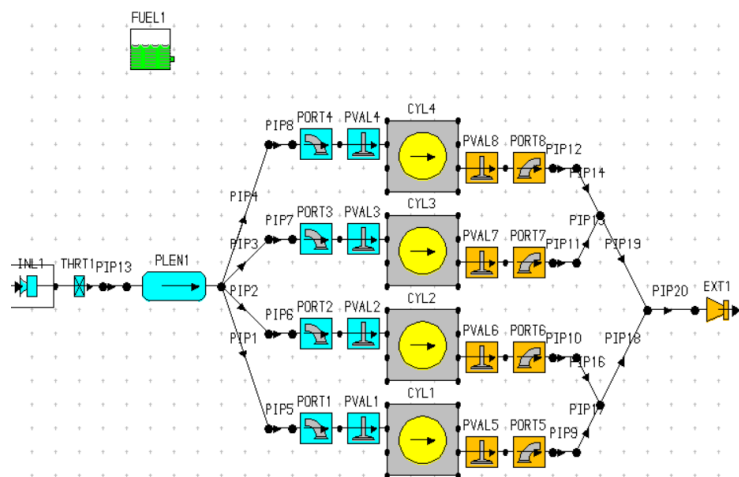 FUEL1
CYL4
PORT4 PVAL4
PIP8
PVAL8 PORT8
PIP12
PIP14
PIP4
CYL3
PORT3 PVAL3
PIP7
PVAL7 PORT7
PIP11
PIP19
PIP3
INL1 THRT1 PIP13 PLEN1
PIP2
PIP20 EXT1
CYL2
PORT2 PVAL2
PIP6
PVAL6 PORT6
PIP10
PIP18
PIP16
PIP1
CYL1
PORT1 PVAL1
PIP5
PVAL5 PORT5
PIP9